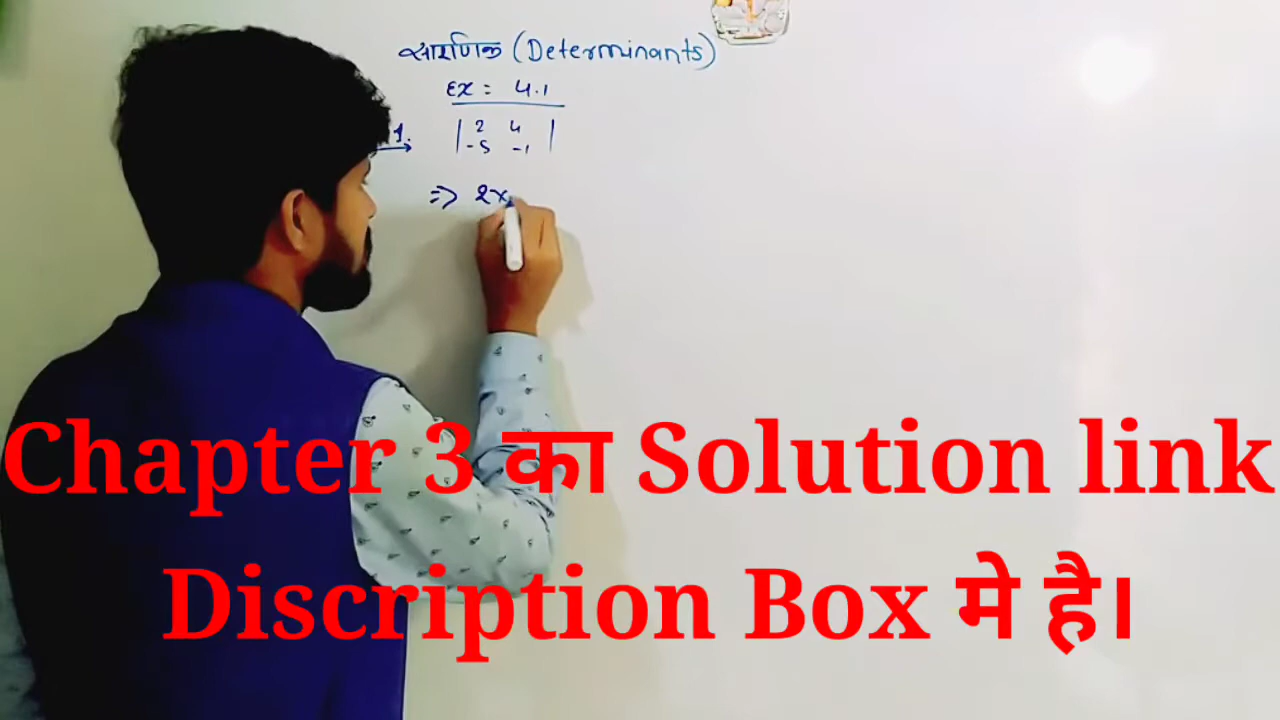 सारणिक (Determinants)
Ex = 4.1
1.
| 2 4 |
-5 -1
=> 2x
Chapter 3 का Solution link
Discription Box मे है।